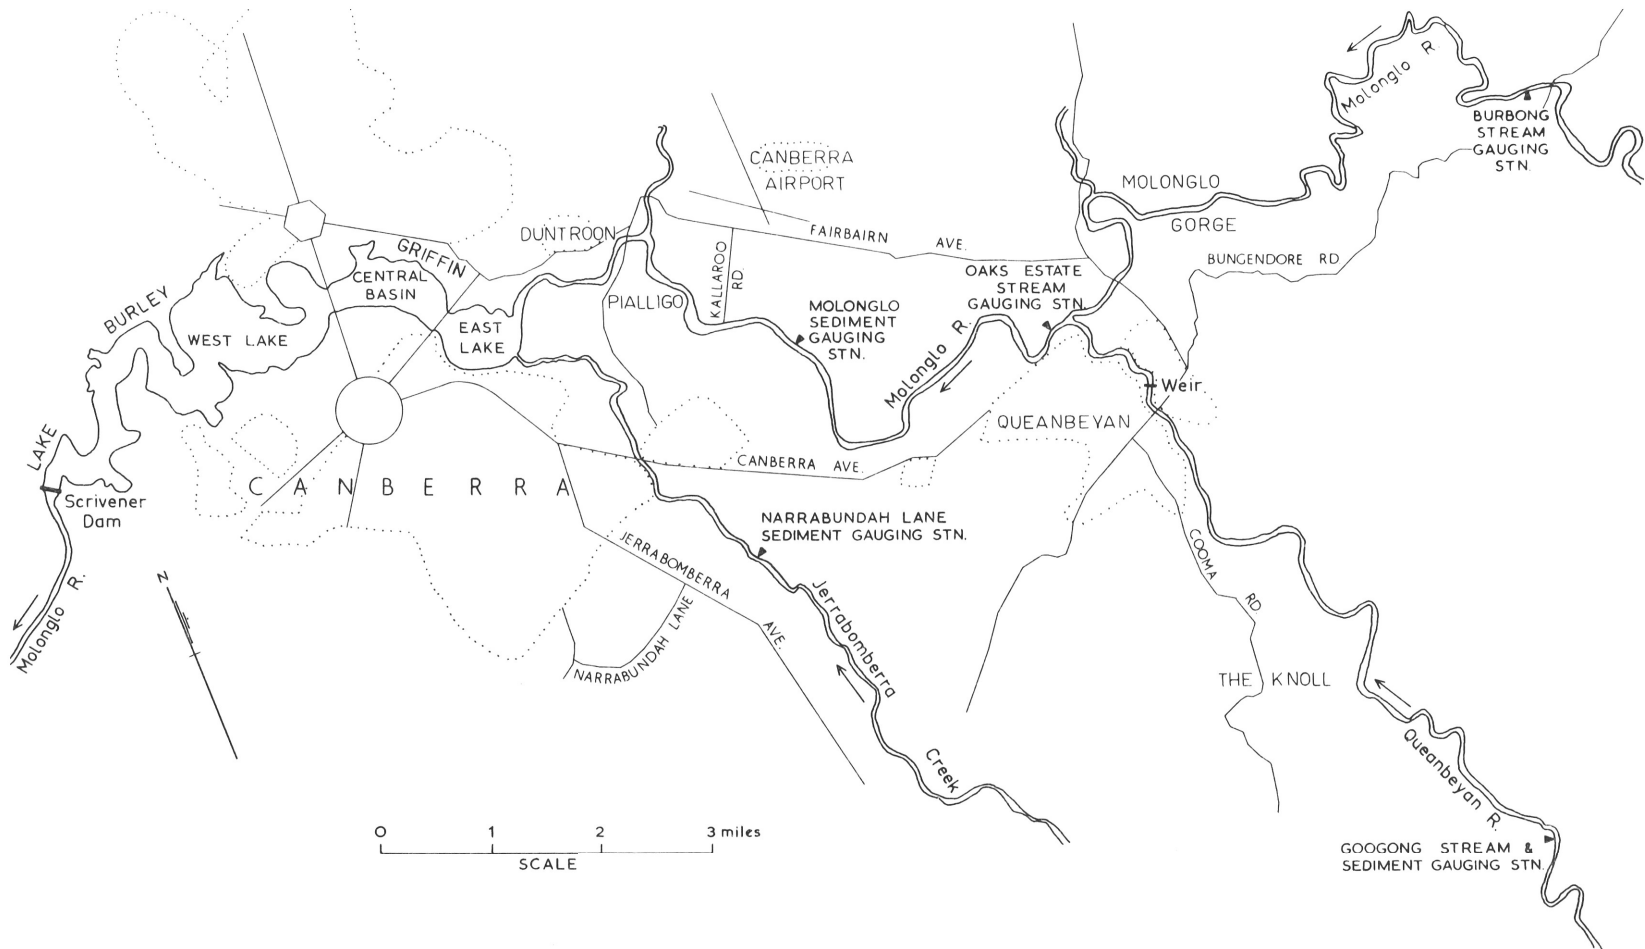 Molonglo R.
BURBONG
STREAM
GAUGING
STN.
CANBERRA
AIRPORT
MOLONGLO
GORGE
DUNTROON
FAIRBAIRN AVE.
GRIFFIN
CENTRAL
BASIN
BUNGENDORE RD
KALLAROO
RD.
OAKS ESTATE
STREAM
GAUGING STN.
PIALLIGO
MOLONGLO
SEDIMENT
GAUGING
STN.
BURLEY
WEST LAKE
EAST
LAKE
Molonglo R.
Weir
QUEANBEYAN
LAKE
CANBERRA AVE.
CANBERRA
Scrivener
Dam
NARRABUNDAH LANE
SEDIMENT GAUGING STN.
JERRABOMBERRA AVE.
COOMA RD
N
Molonglo R.
NARRABUNDAH LANE
Jerrabomberra Creek
THE KNOLL
Queanbeyan R.
0 1 2 3 miles
SCALE
GOOGONG STREAM &
SEDIMENT GAUGING STN.